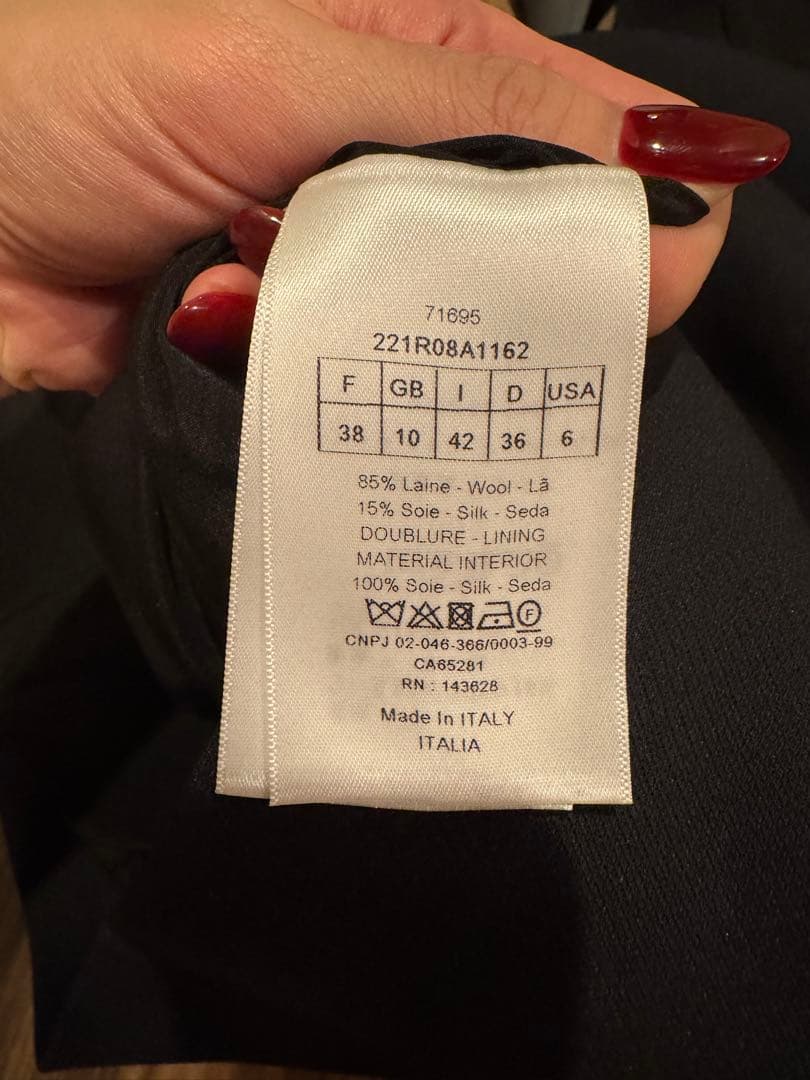 71695
221R08A1162
F GB I D USA
38 10 42 36 6
85% Laine - Wool - Lã
15% Soie - Silk - Seda
DOUBLURE - LINING
MATERIAL INTERIOR
100% Soie - Silk - Seda
F
CNPJ 02-046-366/0003-99
CA65281
RN : 143628
Made In ITALY
ITALIA